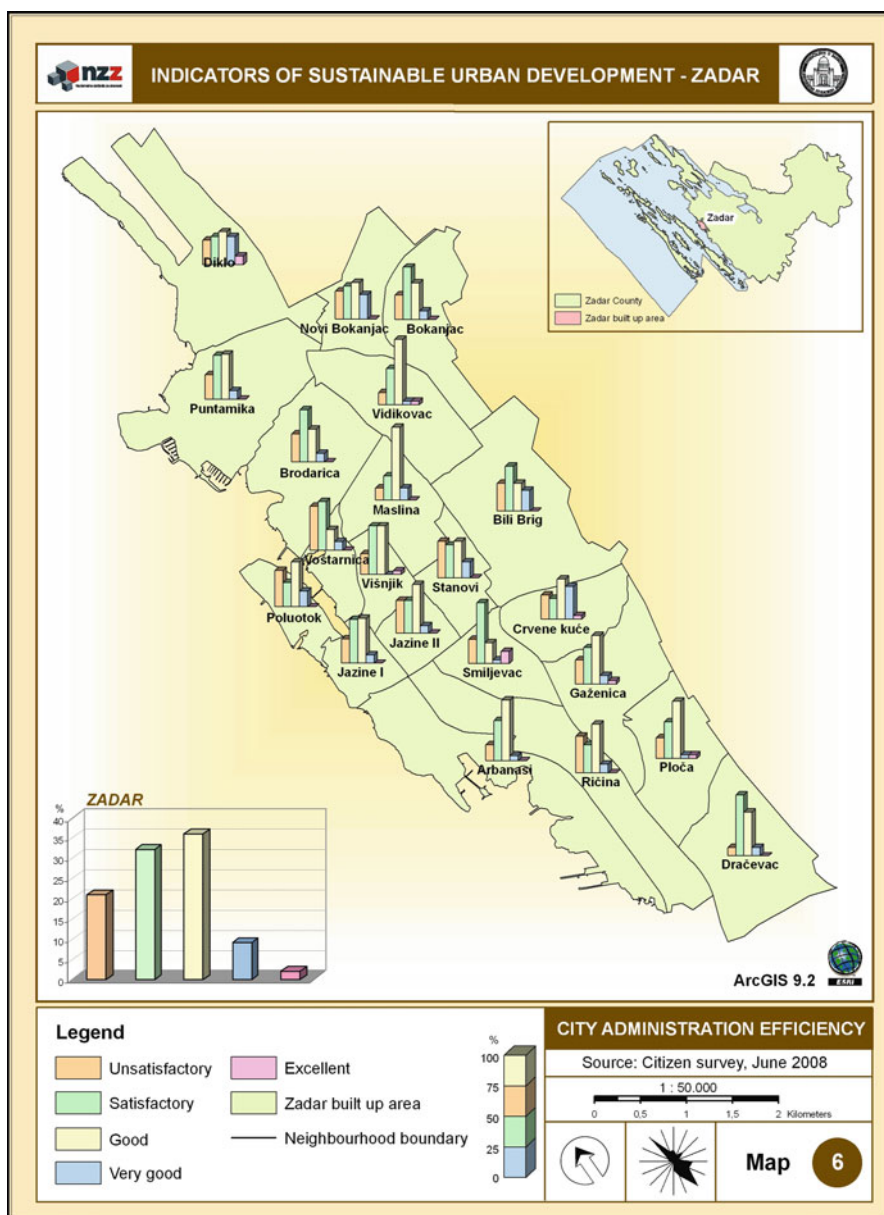 nzz
INDICATORS OF SUSTAINABLE URBAN DEVELOPMENT - ZADAR
Zadar
Zadar County
Zadar built up area
Diklo
Novi Bokanjac
Bokanjac
Puntamika
Vidikovac
Brodarica
Maslina
Bili Brig
Voštarnica
Višnjik
Stanovi
Poluotok
Jazine II
Crvene kuće
Jazine I
Smiljevac
Gaženica
Arbanasi
Ričina
Ploča
Dračevac
ZADAR
%
40
35
30
25
20
15
10
5
0
ArcGIS 9.2
ESRI
Legend
Unsatisfactory
Satisfactory
Good
Very good
Excellent
Zadar built up area
Neighbourhood boundary
%
100
75
50
25
0
CITY ADMINISTRATION EFFICIENCY
Source: Citizen survey, June 2008
1 : 50.000
0 0,5 1 1,5 2 Kilometers
Map 6